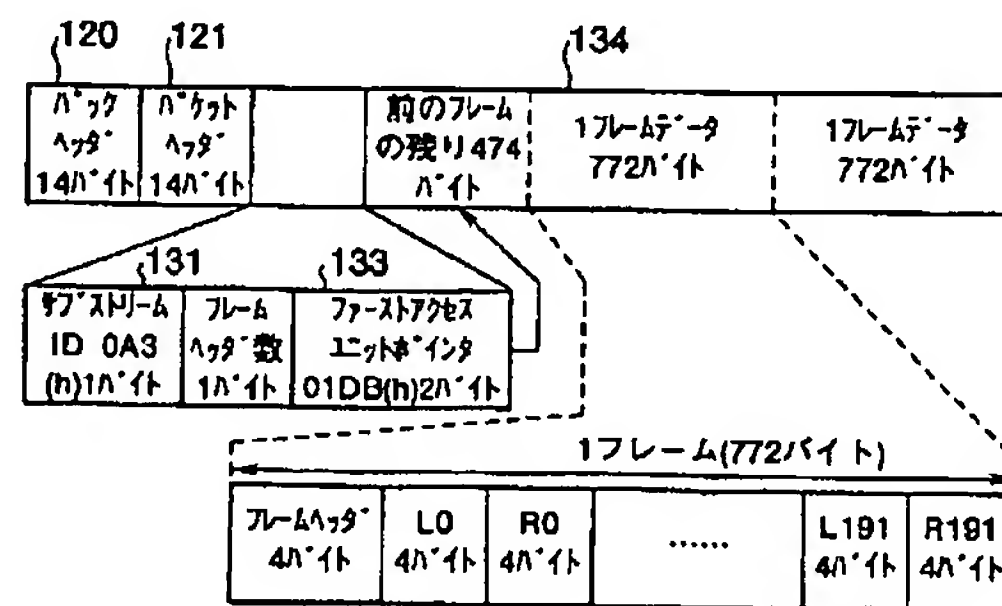 120
121
134
ﾊﾟｯｸ
ﾍｯﾀﾞ
14ﾊﾞｲﾄ
ﾊﾟｹｯﾄ
ﾍｯﾀﾞ
14ﾊﾞｲﾄ
前のﾌﾚｰﾑ
の残り474
ﾊﾞｲﾄ
1ﾌﾚｰﾑﾃﾞｰﾀ
772ﾊﾞｲﾄ
1ﾌﾚｰﾑﾃﾞｰﾀ
772ﾊﾞｲﾄ
131
133
ｻﾌﾞｽﾄﾘｰﾑ
ID 0A3
(h)1ﾊﾞｲﾄ
ﾌﾚｰﾑ
ﾍｯﾀﾞ数
1ﾊﾞｲﾄ
ﾌｧｰｽﾄｱｸｾｽ
ﾕﾆｯﾄﾎﾟｲﾝﾀ
01DB(h)2ﾊﾞｲﾄ
1フレーム(772バイト)
ﾌﾚｰﾑﾍｯﾀﾞ
4ﾊﾞｲﾄ
L0
4ﾊﾞｲﾄ
R0
4ﾊﾞｲﾄ
……
L191
4ﾊﾞｲﾄ
R191
4ﾊﾞｲﾄ